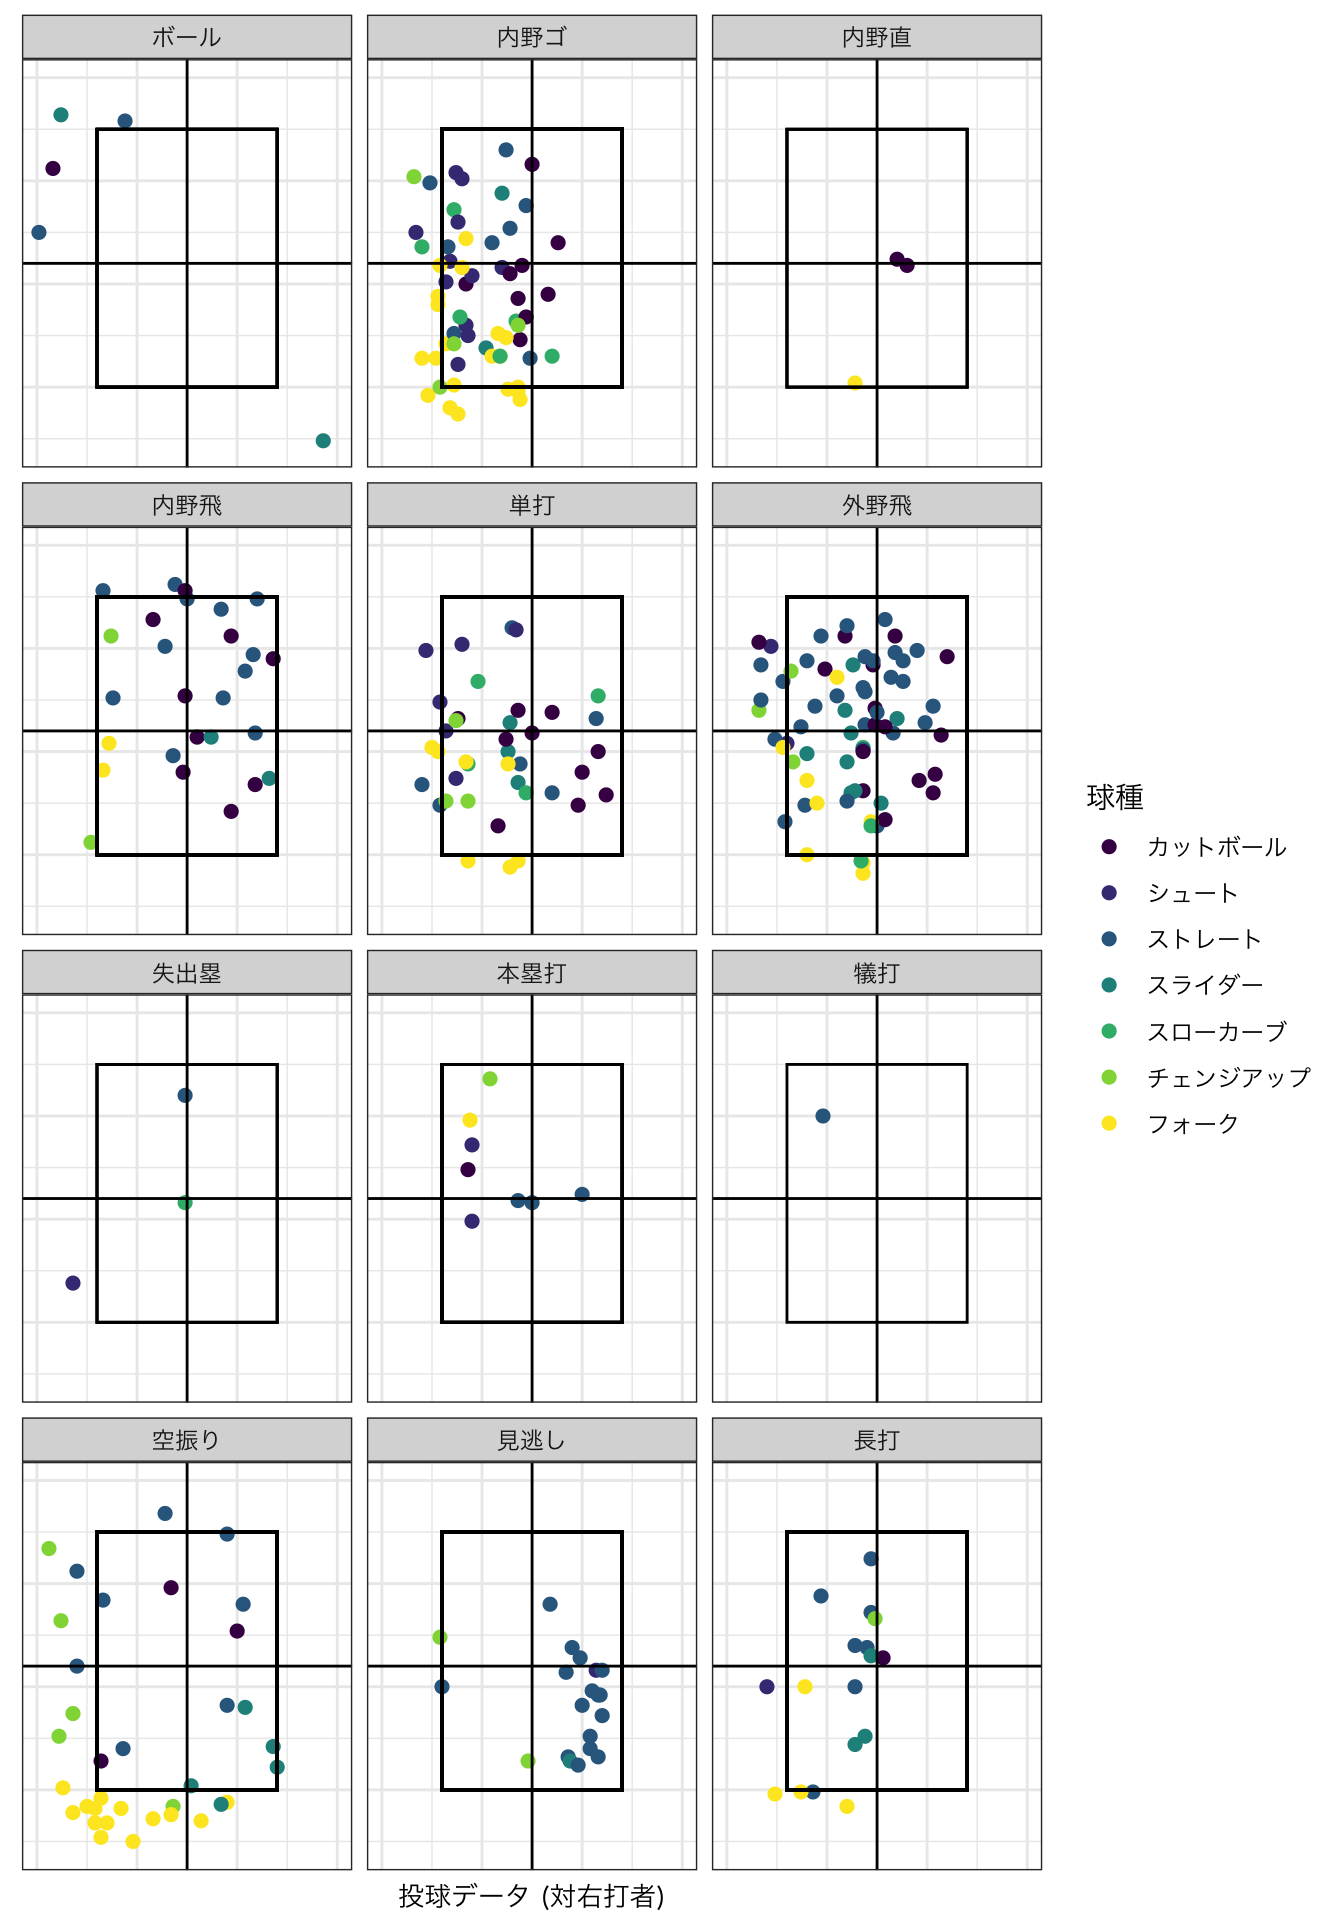 ボール
内野ゴ
内野直
内野飛
単打
外野飛
失出塁
本塁打
犠打
空振り
見逃し
長打
投球データ (対右打者)
球種
カットボール
シュート
ストレート
スライダー
スローカーブ
チェンジアップ
フォーク